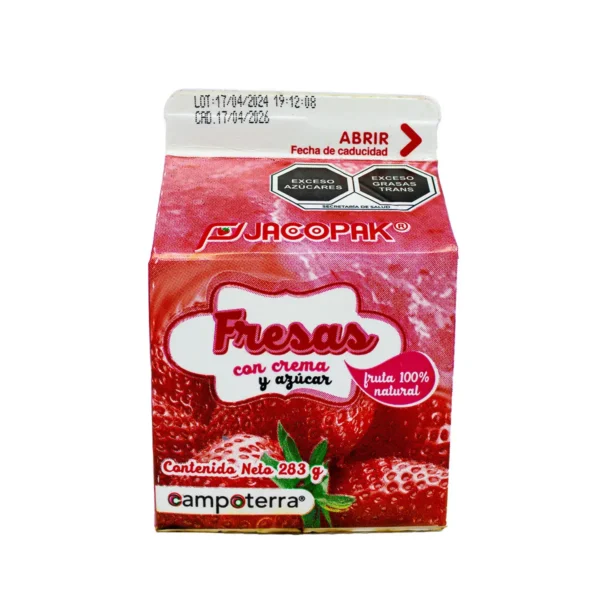 LOT:17/04/2024 19:12:08
CAD.17/04/2026
ABRIR
Fecha de caducidad
EXCESO
AZÚCARES
EXCESO
GRASAS
TRANS
SECRETARÍA DE SALUD
JACOPAK®
Fresas
con crema
y azúcar
fruta 100%
natural
Contenido Neto 283 g
campoterra®